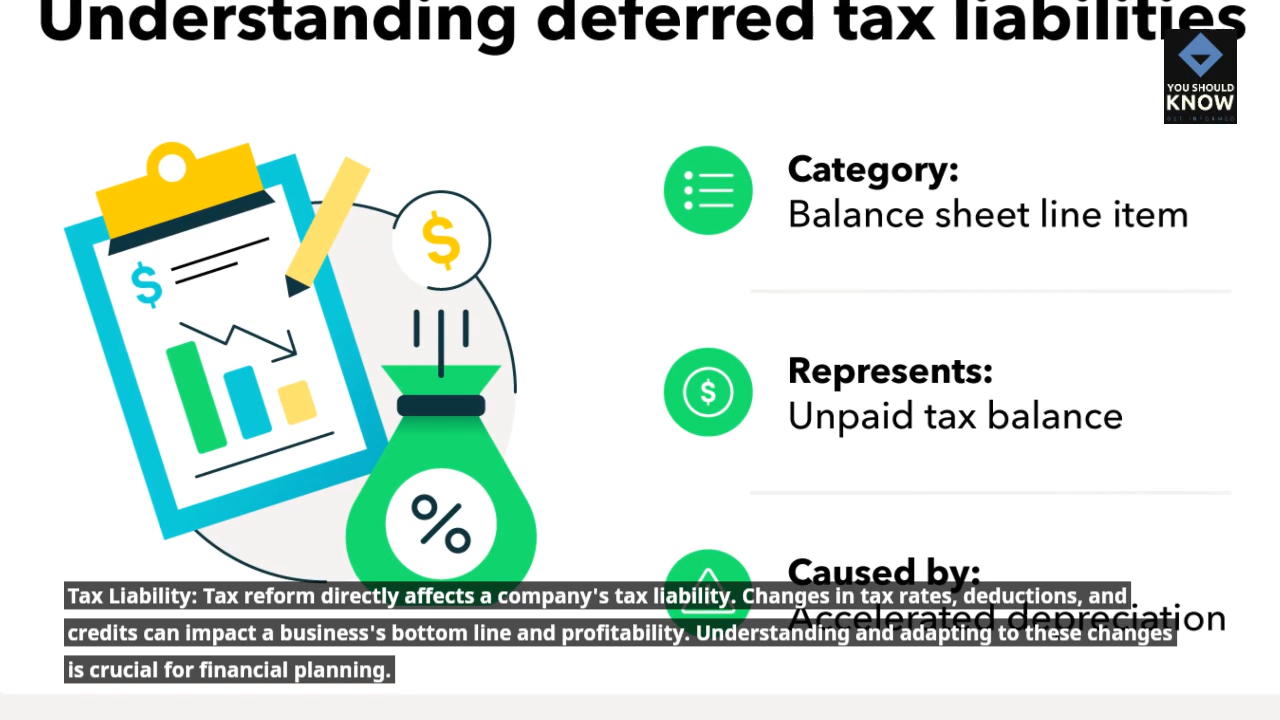 Understanding deferred tax liabilities
YOU SHOULD
KNOW
GET INFORMED
Category:
Balance sheet line item
$
$
$
Represents:
Unpaid tax balance
%
Caused by:
Accelerated depreciation
Tax Liability: Tax reform directly affects a company's tax liability. Changes in tax rates, deductions, and
credits can impact a business's bottom line and profitability. Understanding and adapting to these changes
is crucial for financial planning.